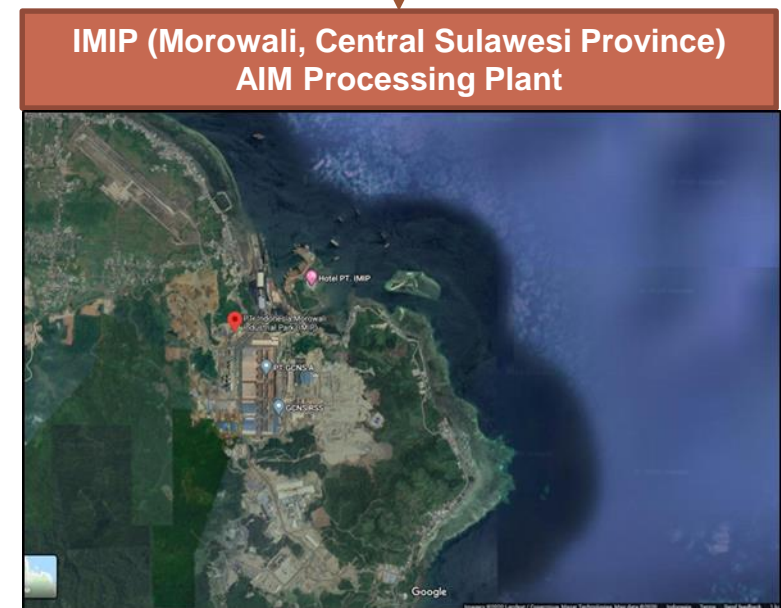 IMIP (Morowali, Central Sulawesi Province)
AIM Processing Plant
Hotel PT. IMIP
PT. Indonesia Morowali
Industrial Park (IMIP)
PT GCNS A
GCNS RSS
Google